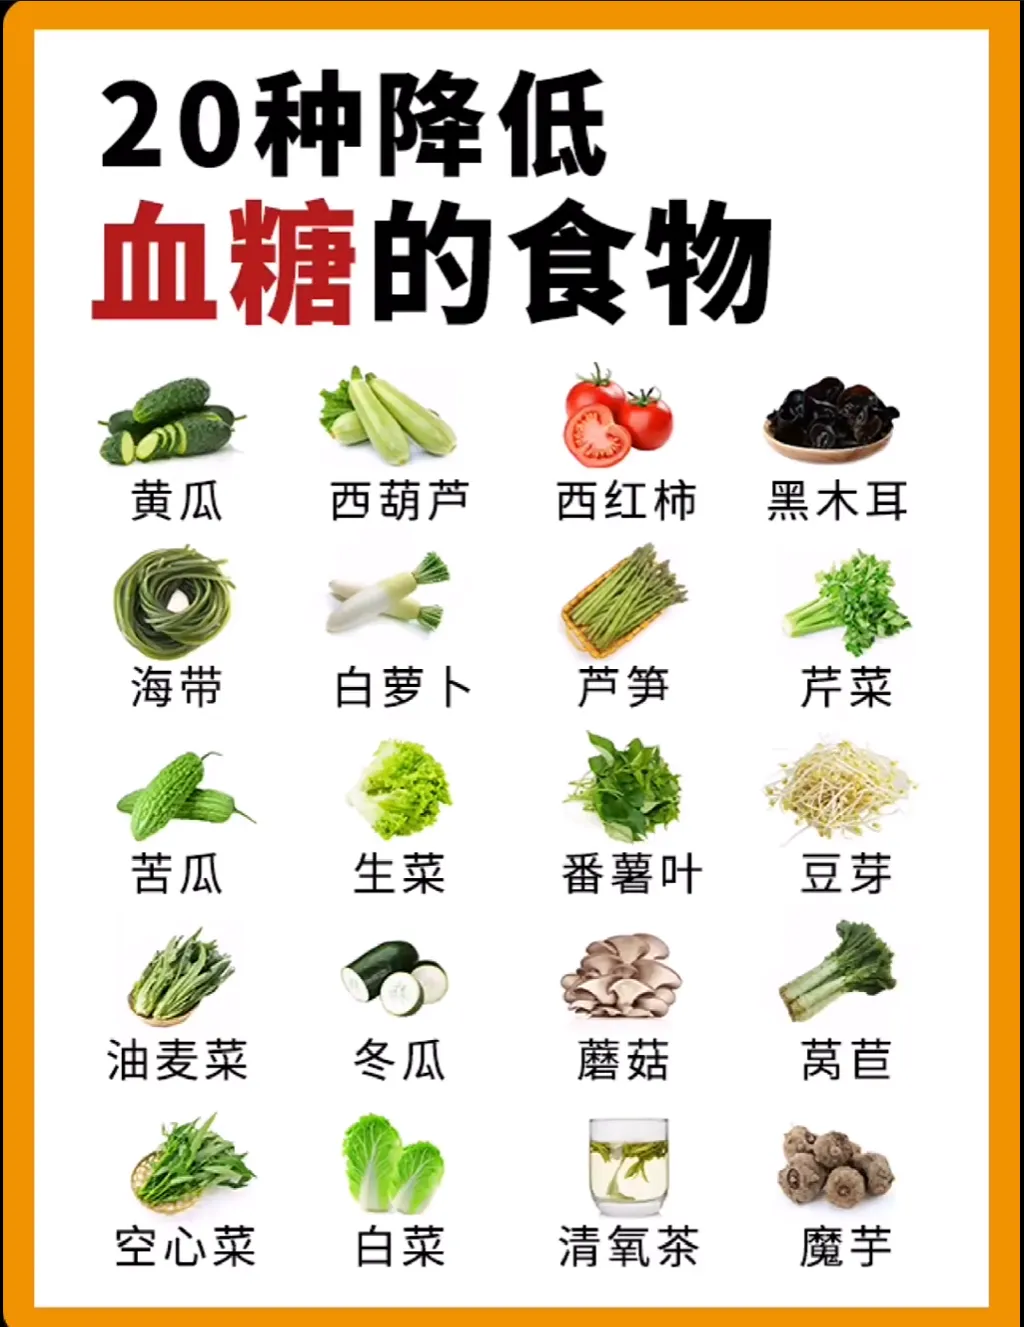 20种降低
血糖的食物
黄瓜 西葫芦 西红柿 黑木耳
海带 白萝卜 芦笋 芹菜
苦瓜 生菜 番薯叶 豆芽
油麦菜 冬瓜 蘑菇 莴苣
空心菜 白菜 清氧茶 魔芋